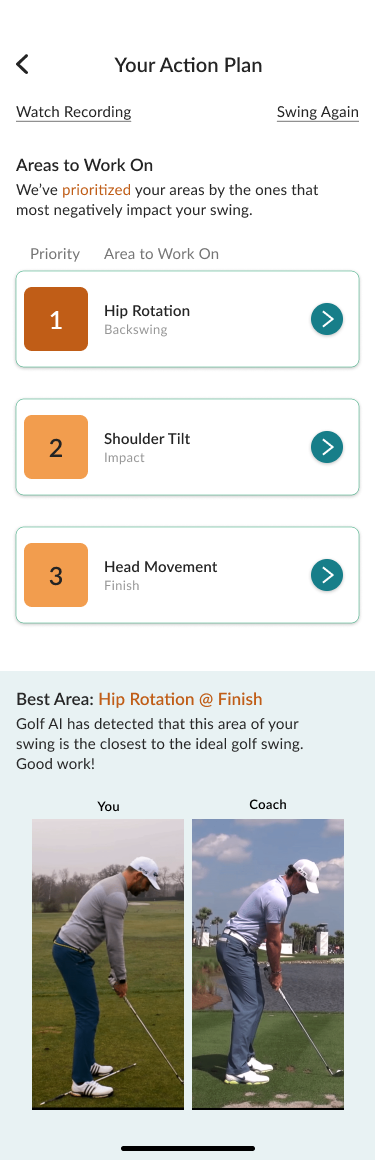 Your Action Plan
Watch Recording
Swing Again
Areas to Work On
We've prioritized your areas by the ones that
most negatively impact your swing.
Priority
Area to Work On
1
Hip Rotation
Backswing
2
Shoulder Tilt
Impact
3
Head Movement
Finish
Best Area: Hip Rotation @ Finish
Golf AI has detected that this area of your
swing is the closest to the ideal golf swing.
Good work!
You
Coach